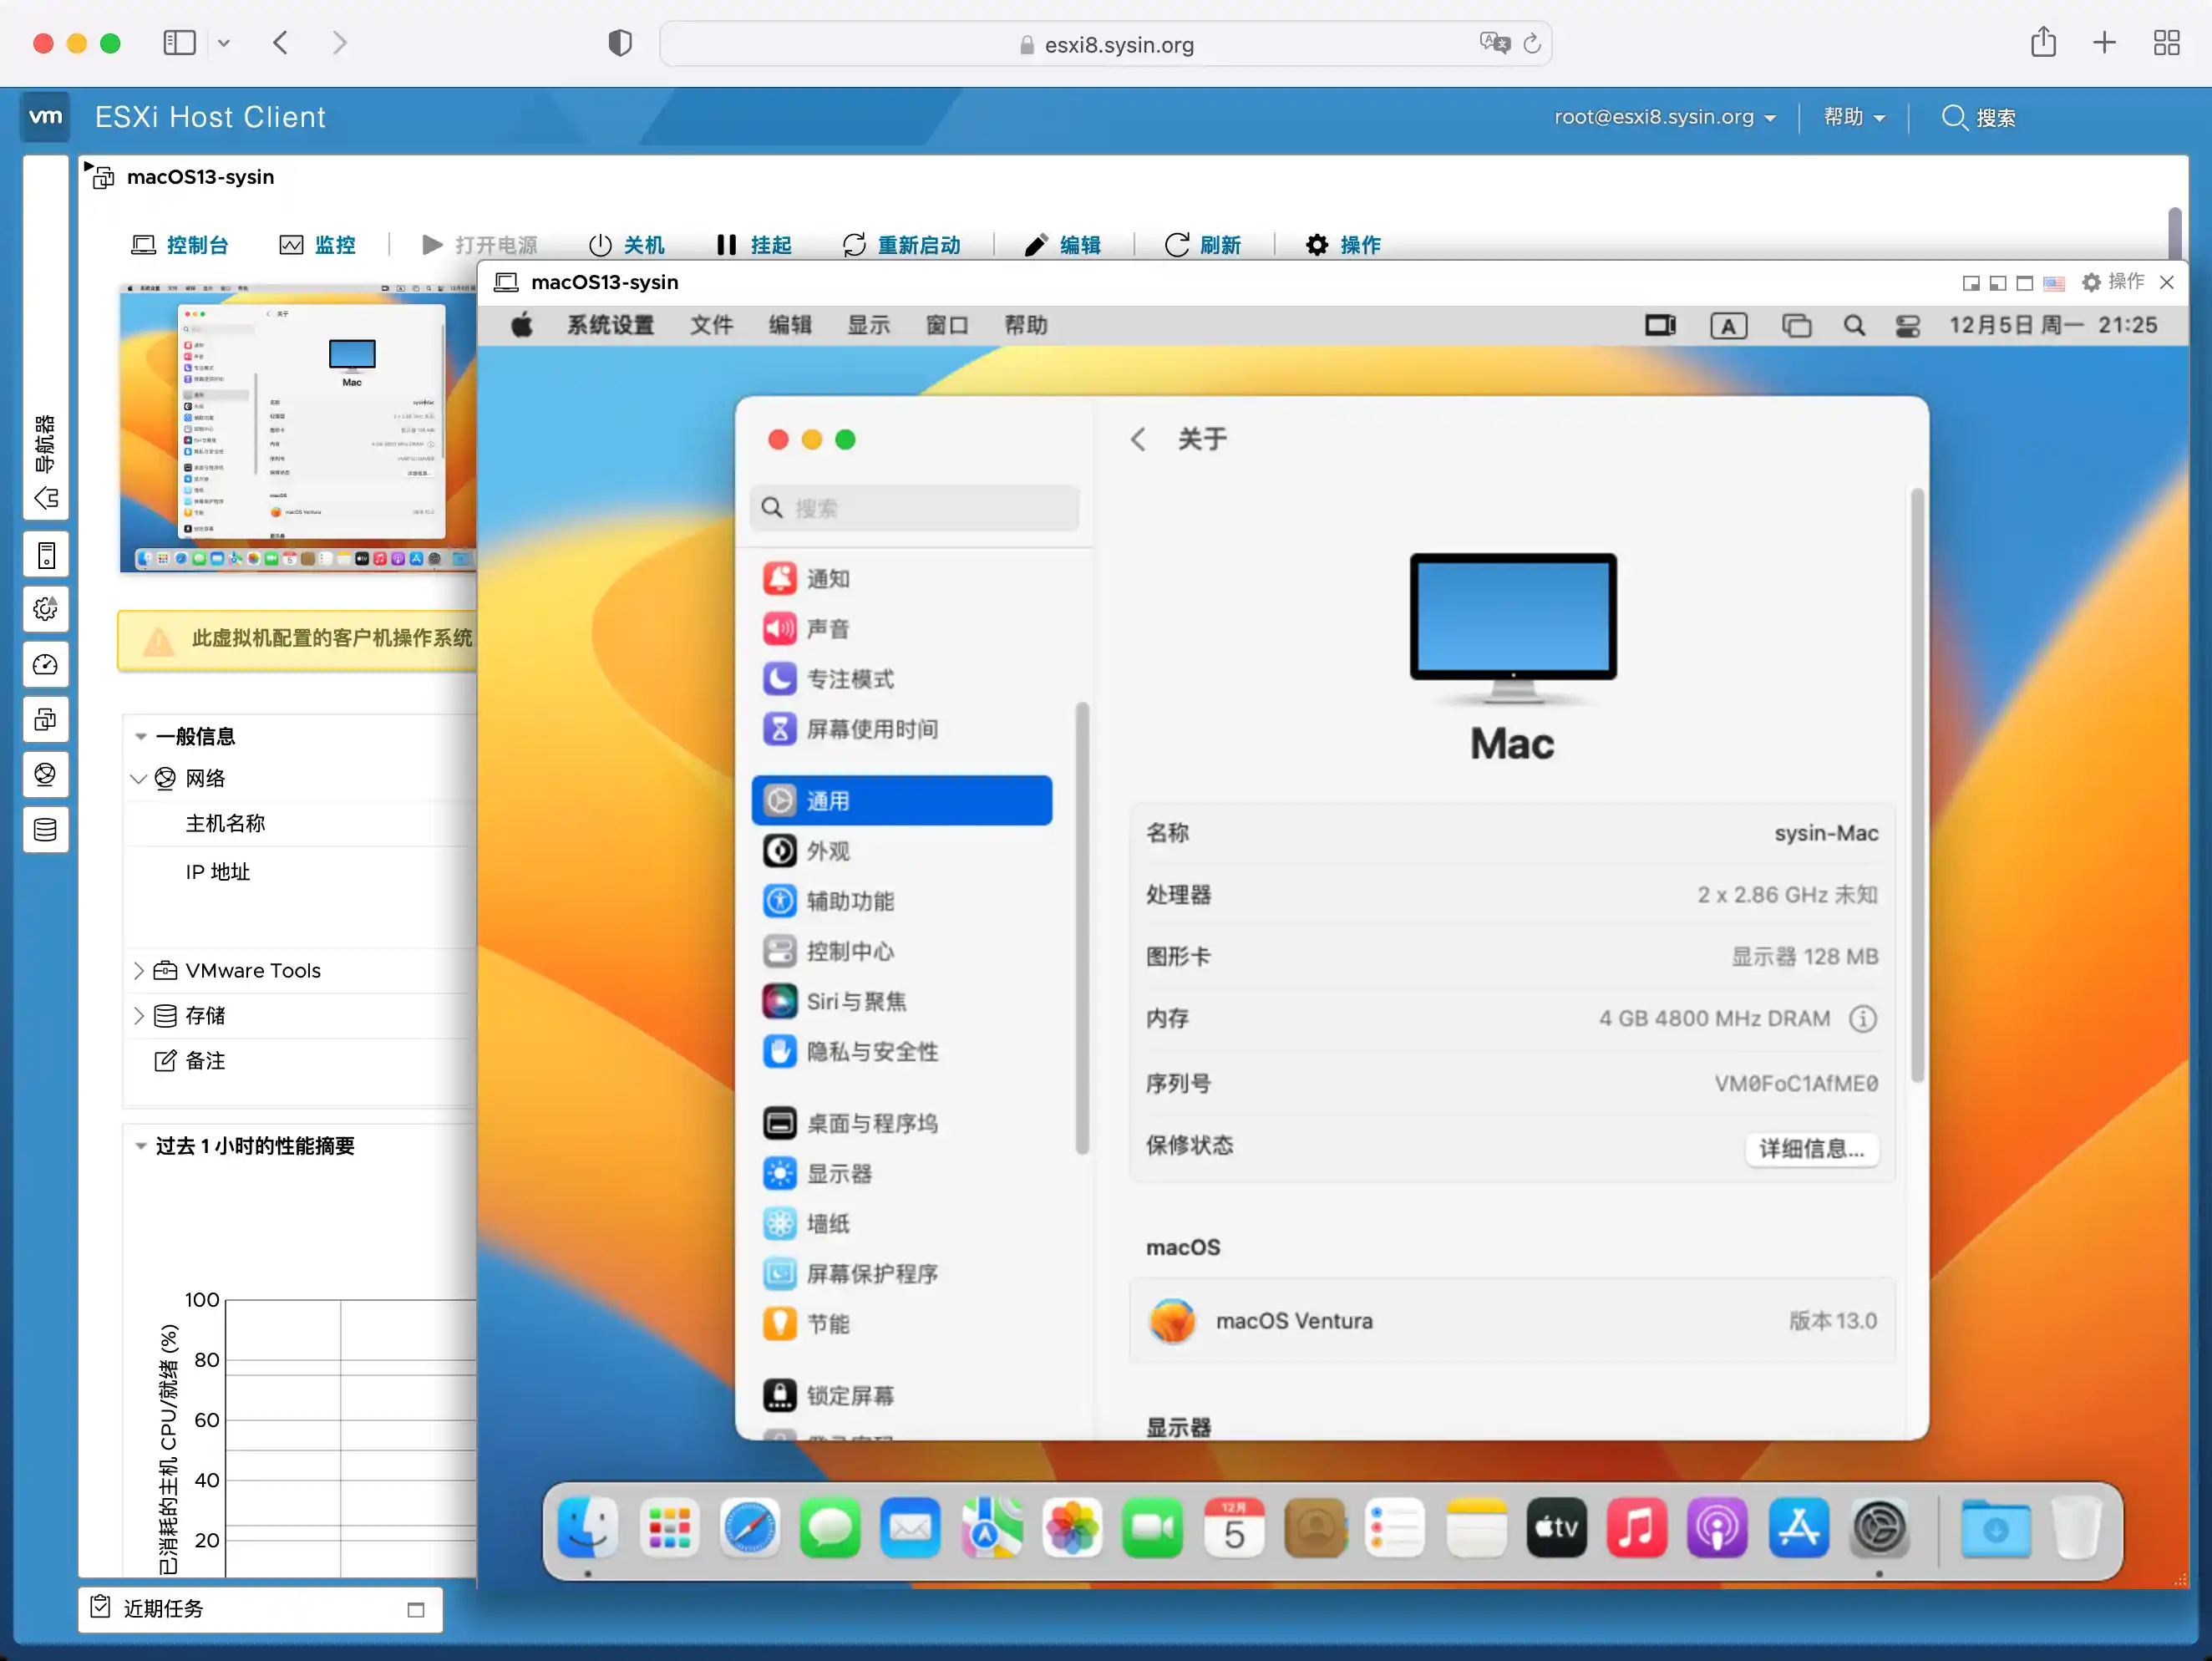 esxi8.sysin.org
vm ESXi Host Client
root@esxi8.sysin.org
帮助
搜索
导航器
macOS13-sysin
控制台
监控
打开电源
关机
挂起
重新启动
编辑
刷新
操作
此虚拟机配置的客户机操作系统
一般信息
网络
主机名称
IP 地址
VMware Tools
存储
备注
过去 1 小时的性能摘要
已消耗的主机 CPU/就绪 (%)
100
80
60
40
20
近期任务
macOS13-sysin
操作
系统设置 文件 编辑 显示 窗口 帮助
A
12月5日 周一 21:25
搜索
通知
声音
专注模式
屏幕使用时间
通用
外观
辅助功能
控制中心
Siri与聚焦
隐私与安全性
桌面与程序坞
显示器
墙纸
屏幕保护程序
节能
锁定屏幕
关于
Mac
名称 sysin-Mac
处理器 2 x 2.86 GHz 未知
图形卡 显示器 128 MB
内存 4 GB 4800 MHz DRAM
序列号 VM0FoC1AfME0
保修状态 详细信息...
macOS
macOS Ventura 版本 13.0
显示器
12月
5
tv